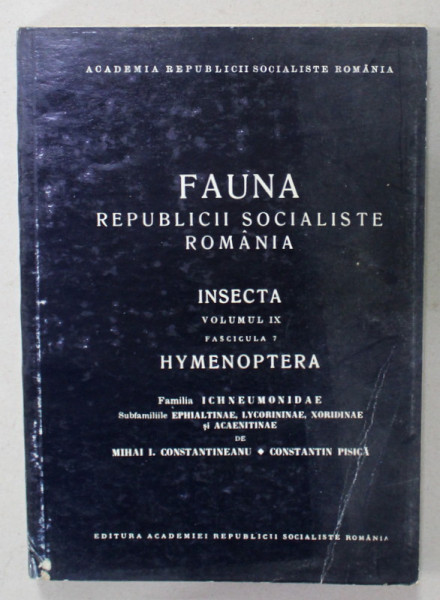 ACADEMIA REPUBLICII SOCIALISTE ROMÂNIA
FAUNA
REPUBLICII SOCIALISTE
ROMÂNIA
INSECTA
VOLUMUL IX
FASCICULA 7
HYMENOPTERA
Familia ICHNEUMONIDAE
Subfamiliile EPHIALTINAE, LYCORININAE, XORIDINAE
și ACAENITINAE
DE
MIHAI I. CONSTANTINEANU ◆ CONSTANTIN PISICĂ
EDITURA ACADEMIEI REPUBLICII SOCIALISTE ROMÂNIA